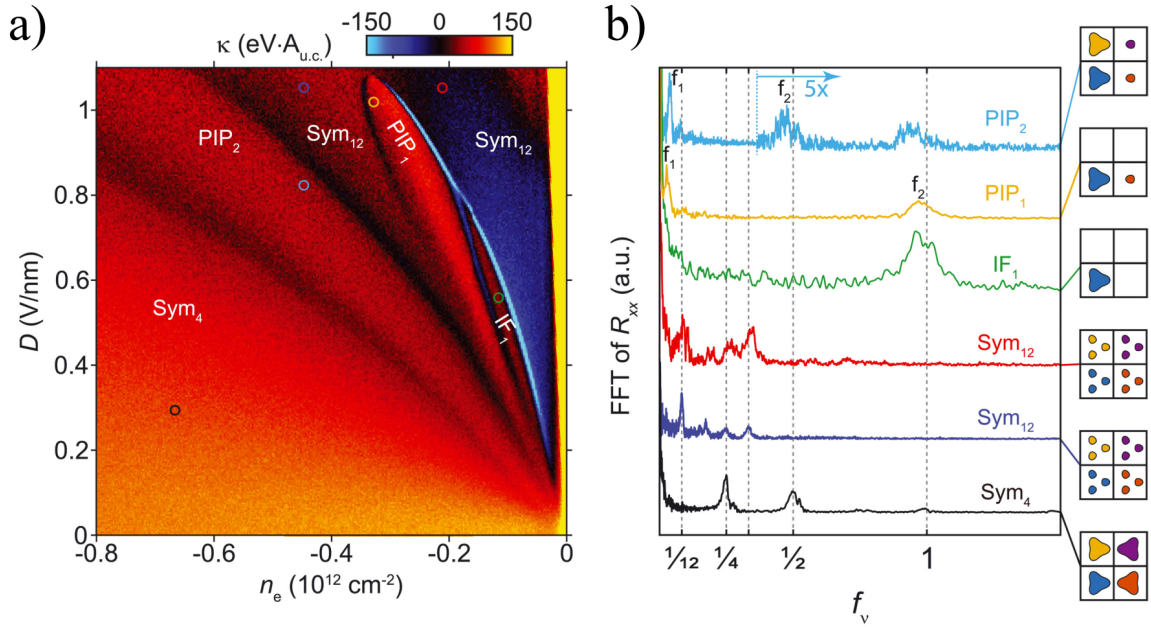 a)
κ (eV·A_u.c.)
-150 0 150
PIP₂
Sym₁₂
PIP₁
Sym₁₂
IF₁
Sym₄
D (V/nm)
1
0.8
0.6
0.4
0.2
0
-0.8 -0.6 -0.4 -0.2 0
nₑ (10¹² cm⁻²)
b)
f₁
f₂
5x
PIP₂
f₁
f₂
PIP₁
IF₁
Sym₁₂
Sym₁₂
Sym₄
FFT of Rₓₓ (a.u.)
1⁄12 1⁄4 1⁄2 1
f_ν